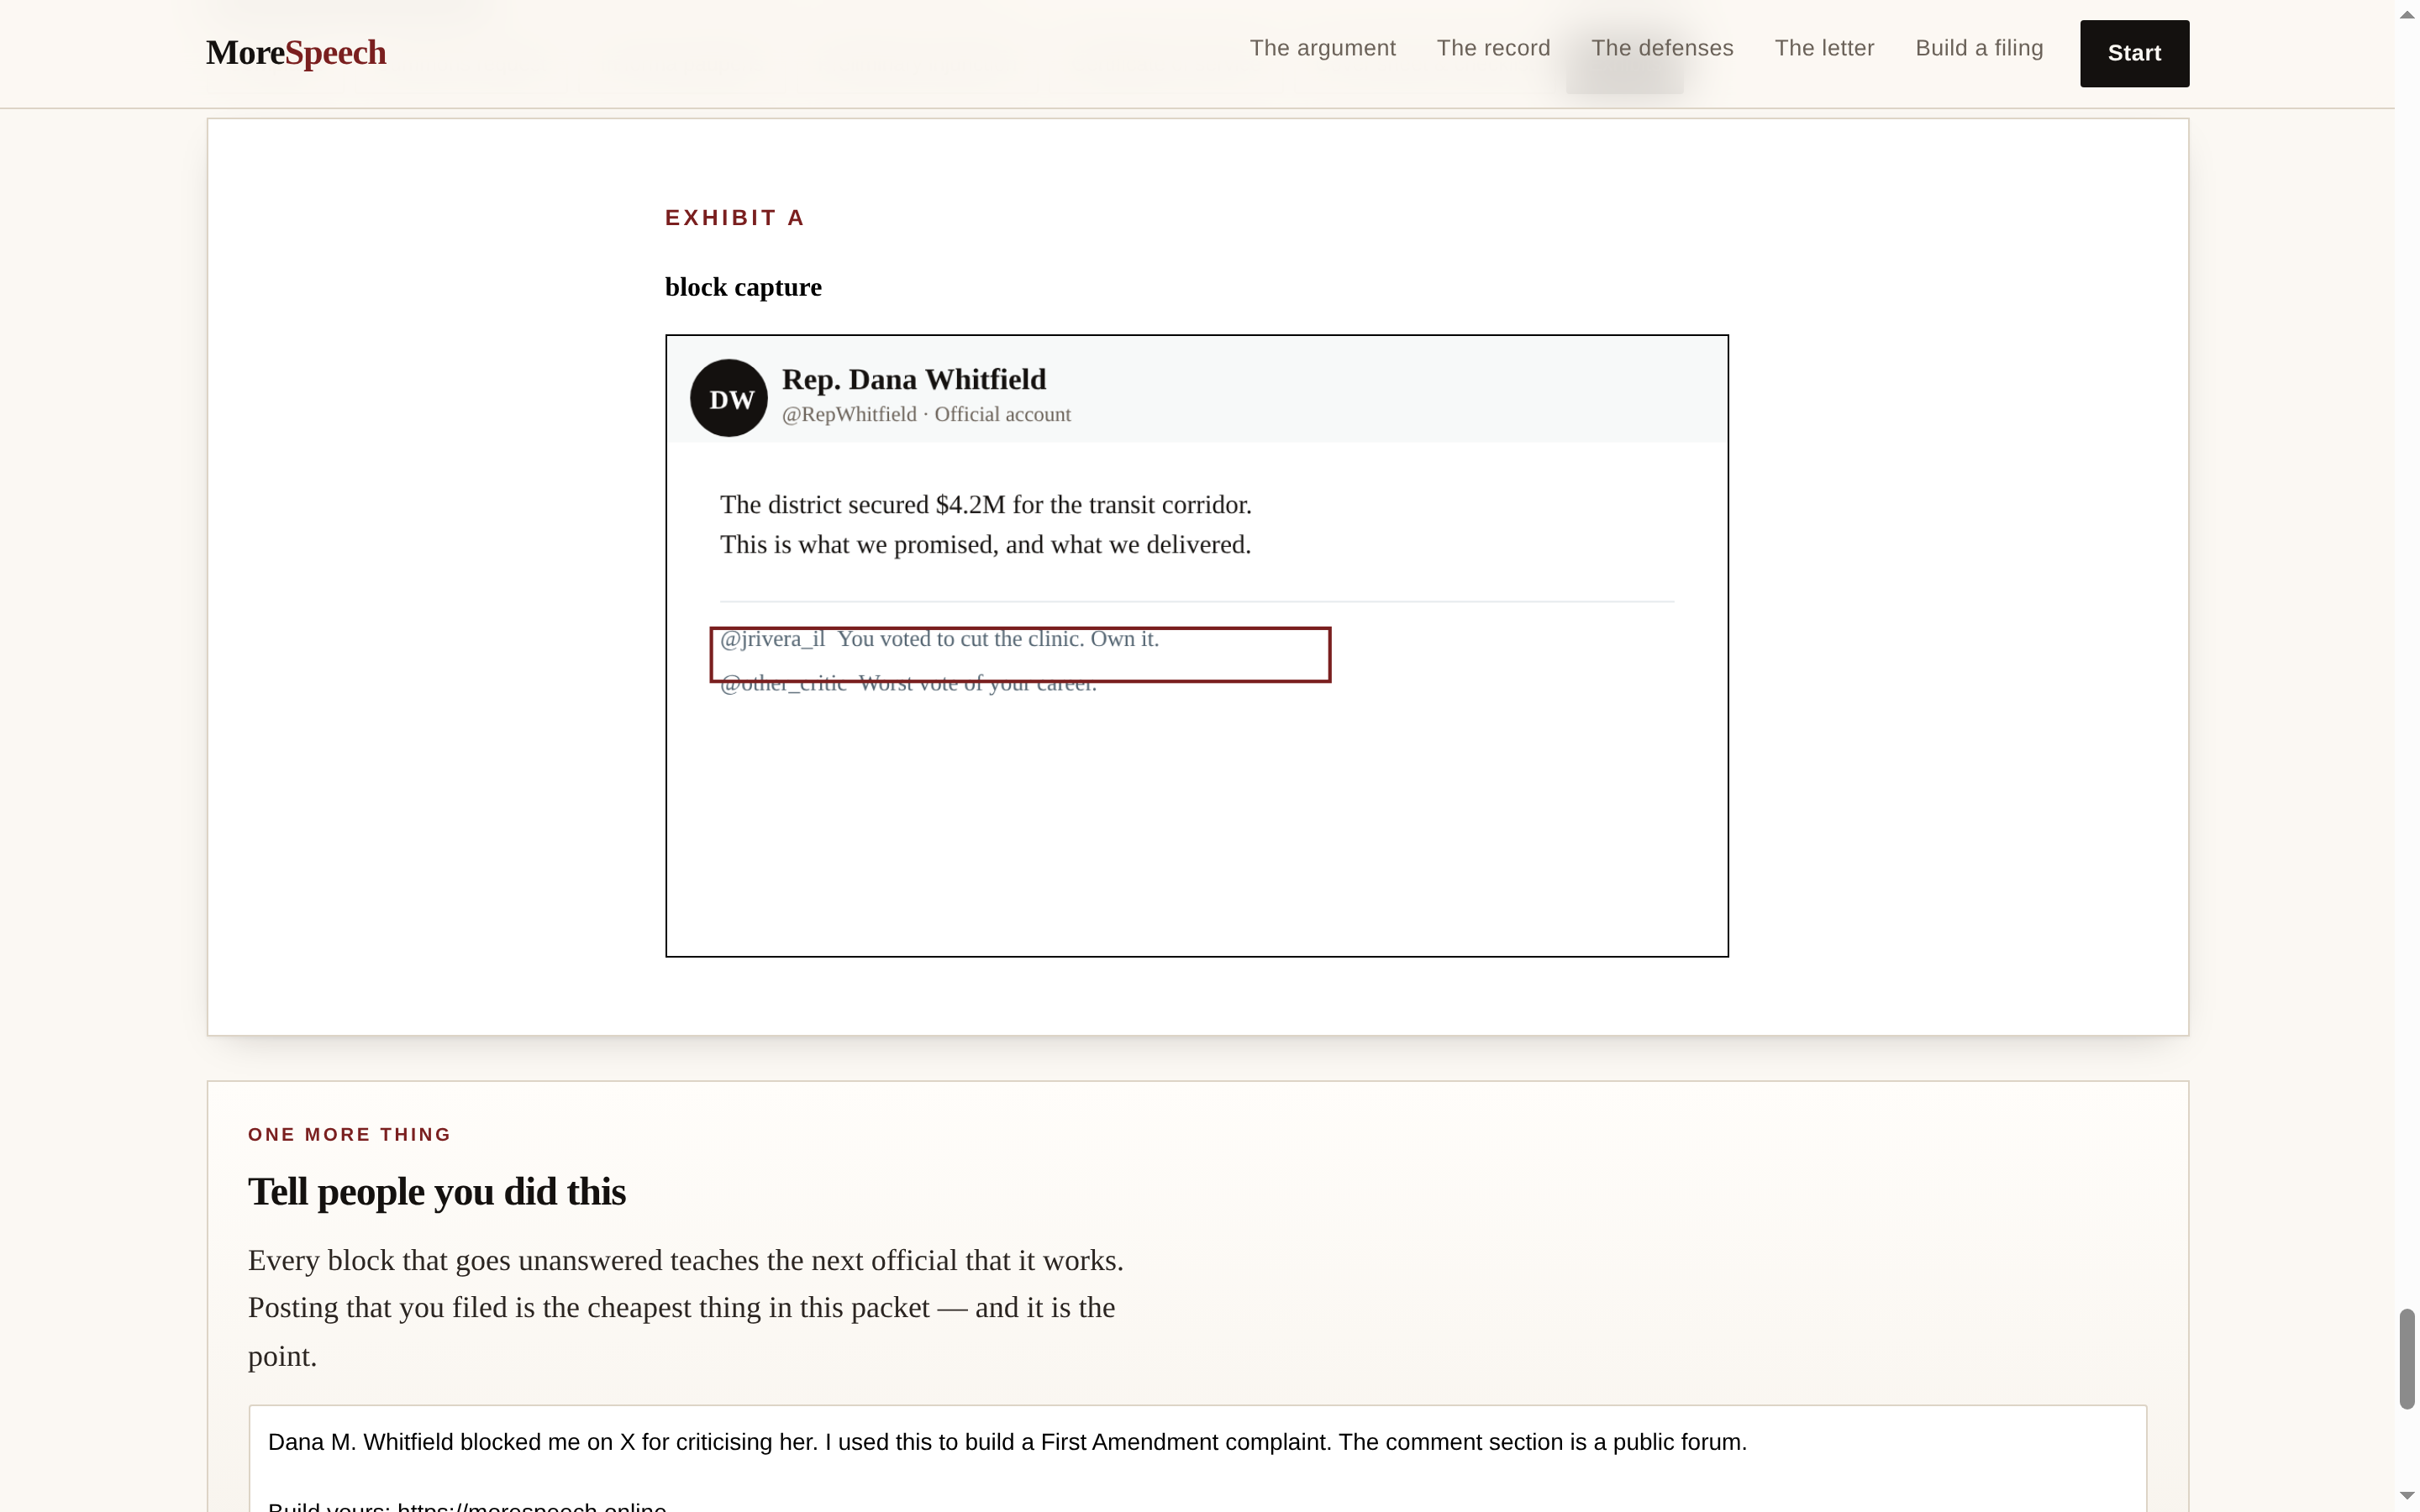 MoreSpeech
The argument The record The defenses The letter Build a filing Start
EXHIBIT A
block capture
DW
Rep. Dana Whitfield
@RepWhitfield · Official account
The district secured $4.2M for the transit corridor.
This is what we promised, and what we delivered.
@jrivera_il You voted to cut the clinic. Own it.
@other_critic Worst vote of your career.
ONE MORE THING
Tell people you did this
Every block that goes unanswered teaches the next official that it works.
Posting that you filed is the cheapest thing in this packet — and it is the
point.
Dana M. Whitfield blocked me on X for criticising her. I used this to build a First Amendment complaint. The comment section is a public forum.
Build yours: https://morespeech.online